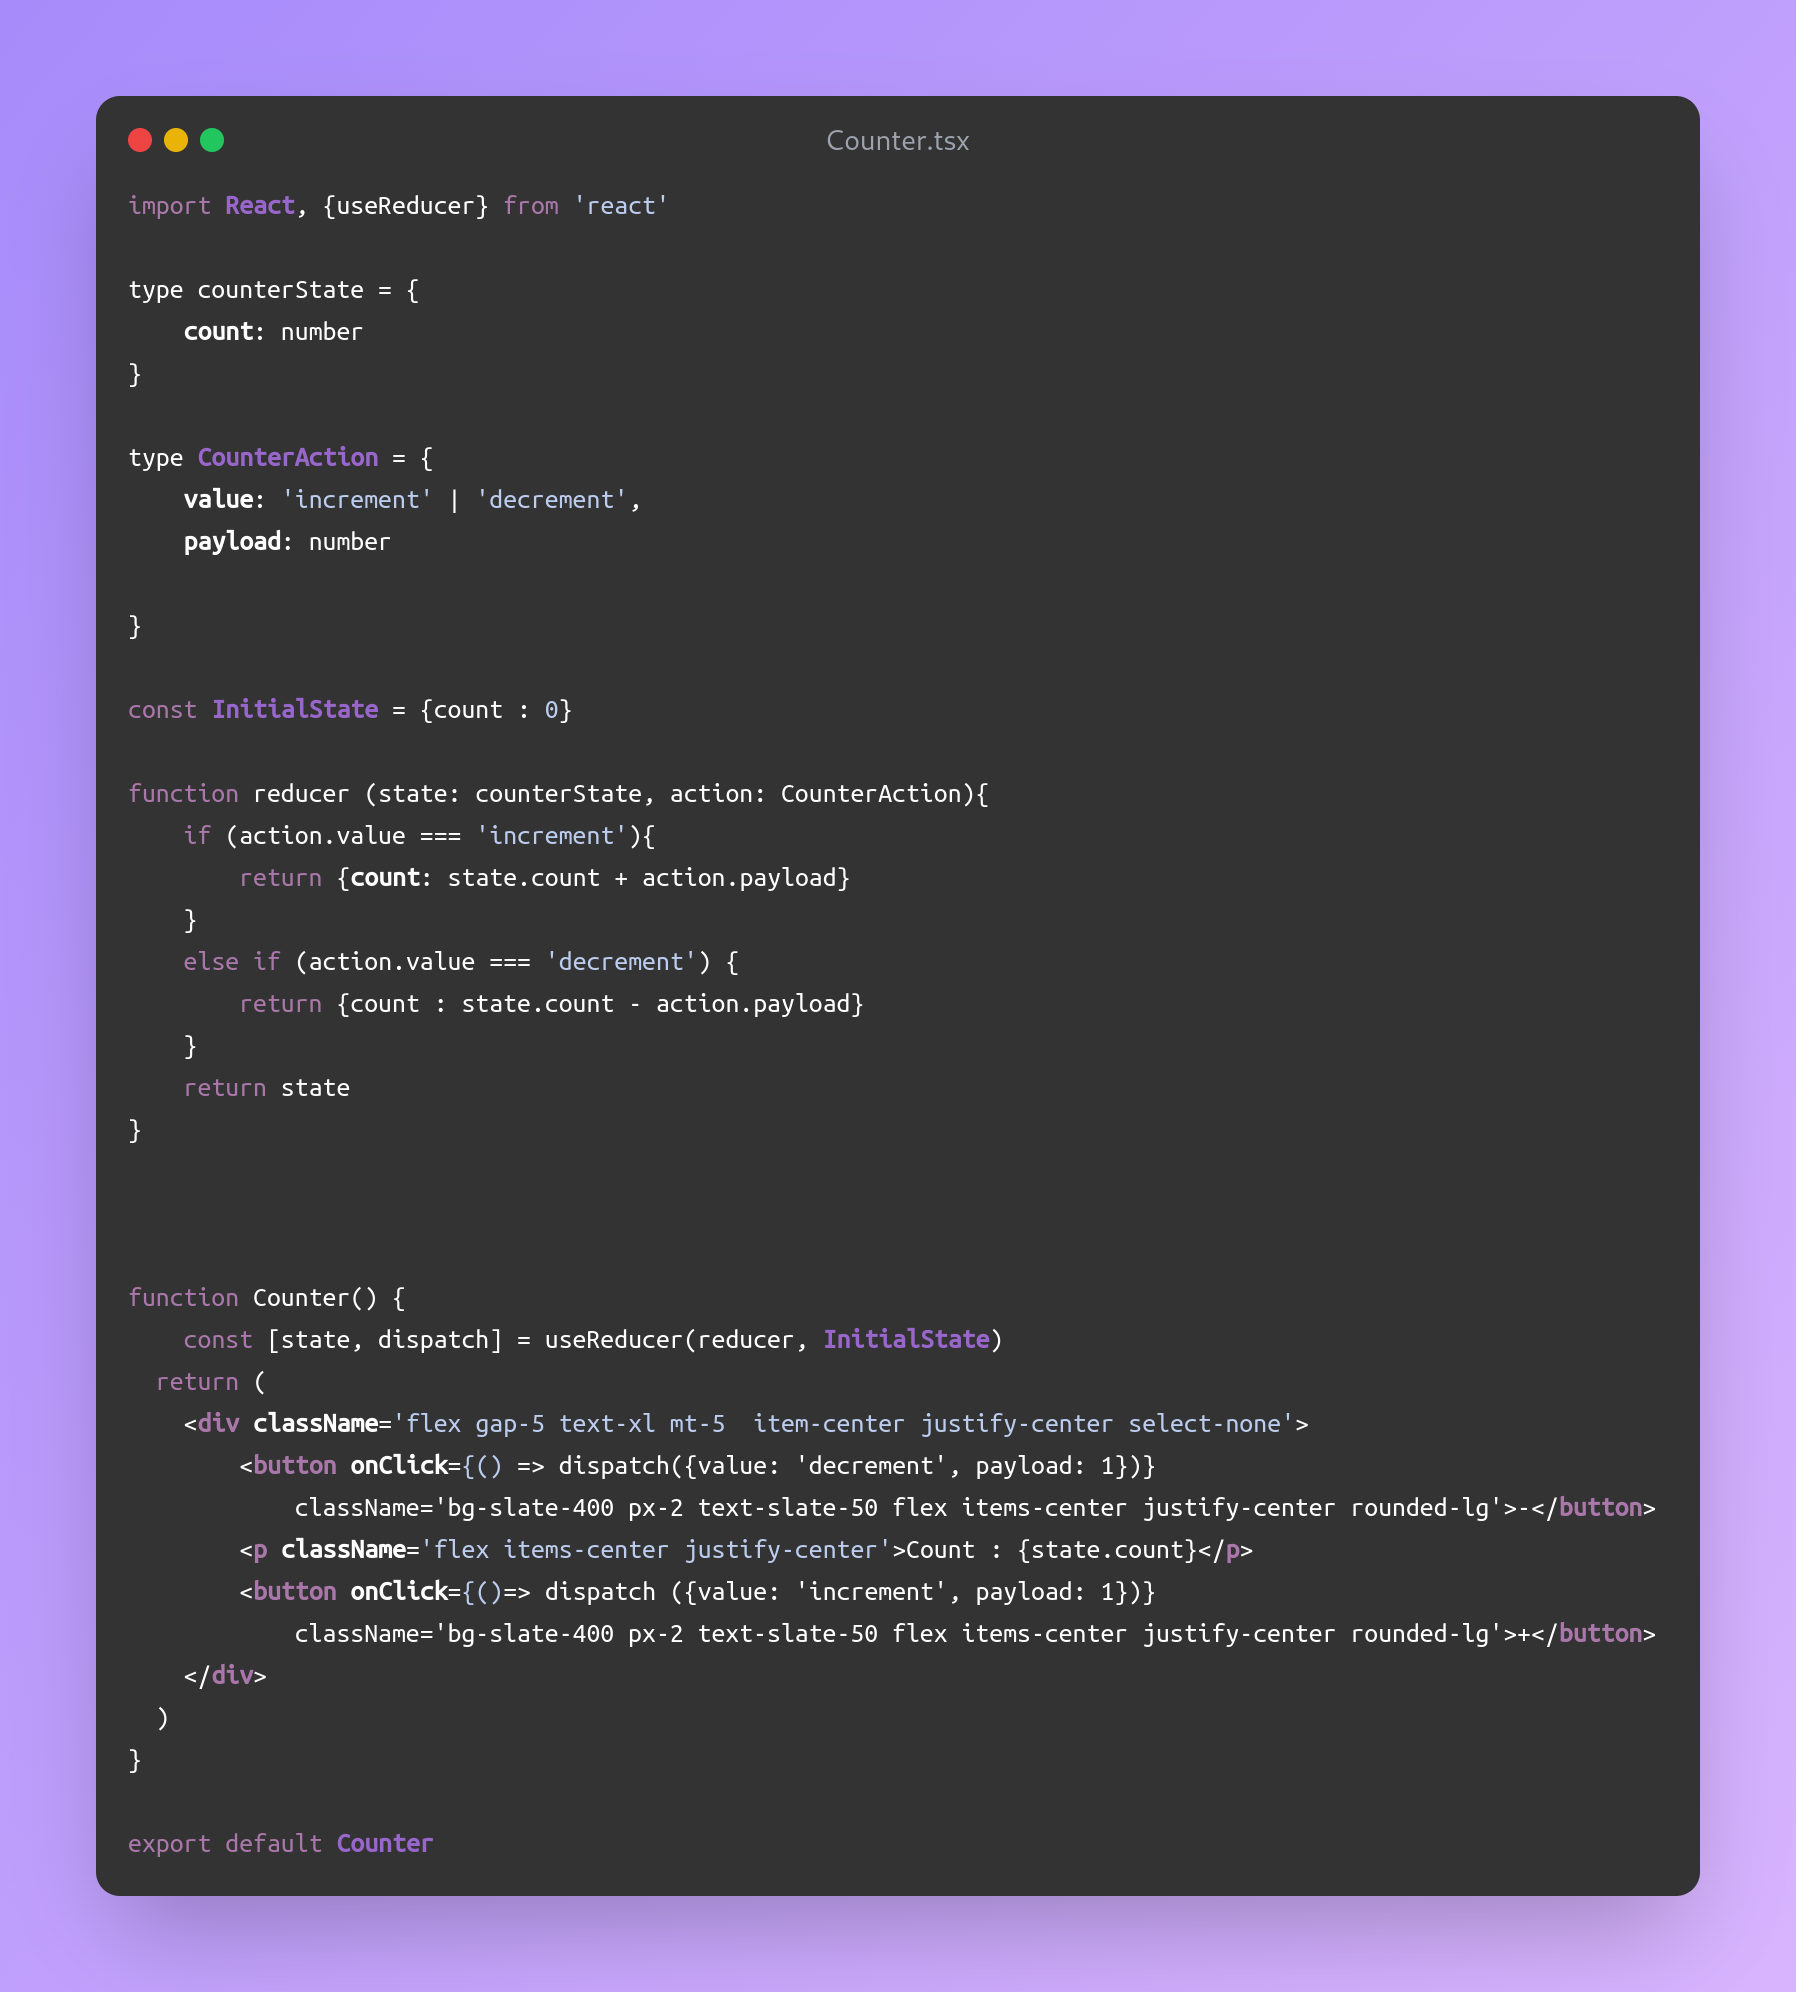 Counter.tsx
import React, {useReducer} from 'react'
type counterState = {
    count: number
}
type CounterAction = {
    value: 'increment' | 'decrement',
    payload: number
}
const InitialState = {count : 0}
function reducer (state: counterState, action: CounterAction){
    if (action.value === 'increment'){
        return {count: state.count + action.payload}
    }
    else if (action.value === 'decrement') {
        return {count : state.count - action.payload}
    }
    return state
}
function Counter() {
    const [state, dispatch] = useReducer(reducer, InitialState)
  return (
    <div className='flex gap-5 text-xl mt-5  item-center justify-center select-none'>
        <button onClick={() => dispatch({value: 'decrement', payload: 1})}
            className='bg-slate-400 px-2 text-slate-50 flex items-center justify-center rounded-lg'>-</button>
        <p className='flex items-center justify-center'>Count : {state.count}</p>
        <button onClick={()=> dispatch ({value: 'increment', payload: 1})}
            className='bg-slate-400 px-2 text-slate-50 flex items-center justify-center rounded-lg'>+</button>
    </div>
  )
}
export default Counter